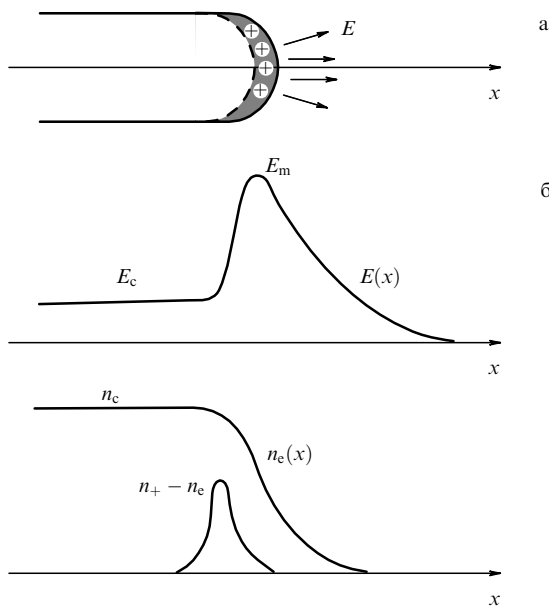 а
E
+
+
+
+
x
E_m
б
E_c
E(x)
x
n_c
n_e(x)
n_+ − n_e
x